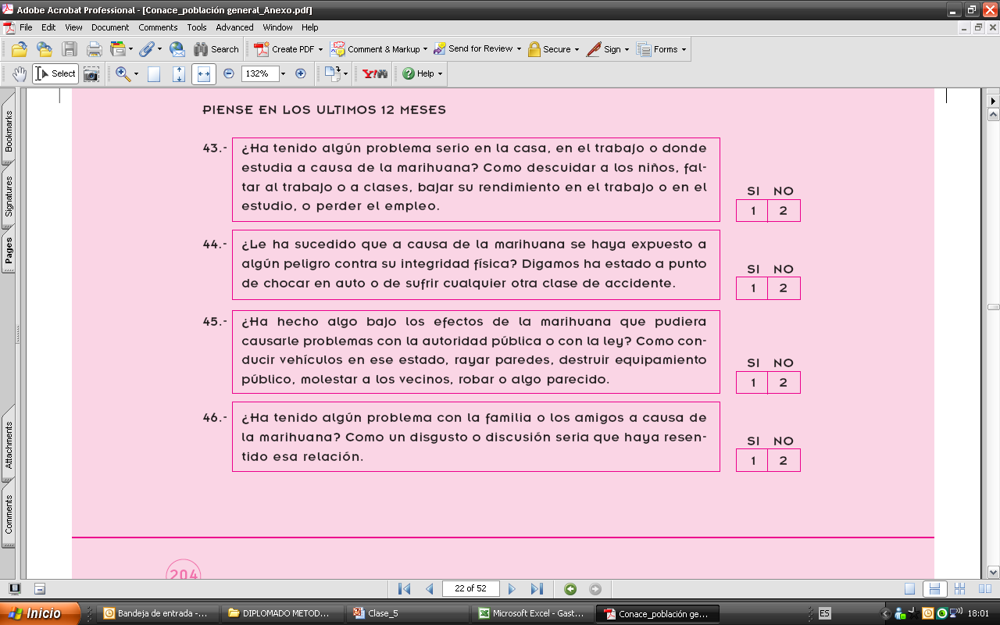 Adobe Acrobat Professional - [Conace_población general_Anexo.pdf]
File Edit View Document Comments Tools Advanced Window Help
Search Create PDF Comment & Markup Send for Review Secure Sign Forms
Select 132% Y! Help
Bookmarks
Signatures
Pages
Attachments
Comments
PIENSE EN LOS ULTIMOS 12 MESES
43.- ¿Ha tenido algún problema serio en la casa, en el trabajo o donde
estudia a causa de la marihuana? Como descuidar a los niños, fal-
tar al trabajo o a clases, bajar su rendimiento en el trabajo o en el
estudio, o perder el empleo.
SI NO
1 2
44.- ¿Le ha sucedido que a causa de la marihuana se haya expuesto a
algún peligro contra su integridad física? Digamos ha estado a punto
de chocar en auto o de sufrir cualquier otra clase de accidente.
SI NO
1 2
45.- ¿Ha hecho algo bajo los efectos de la marihuana que pudiera
causarle problemas con la autoridad pública o con la ley? Como con-
ducir vehículos en ese estado, rayar paredes, destruir equipamiento
público, molestar a los vecinos, robar o algo parecido.
SI NO
1 2
46.- ¿Ha tenido algún problema con la familia o los amigos a causa de
la marihuana? Como un disgusto o discusión seria que haya resen-
tido esa relación.
SI NO
1 2
204
22 of 52
Inicio Bandeja de entrada -... DIPLOMADO METOD... Clase_5 Microsoft Excel - Gast... Conace_población ge... ES 18:01